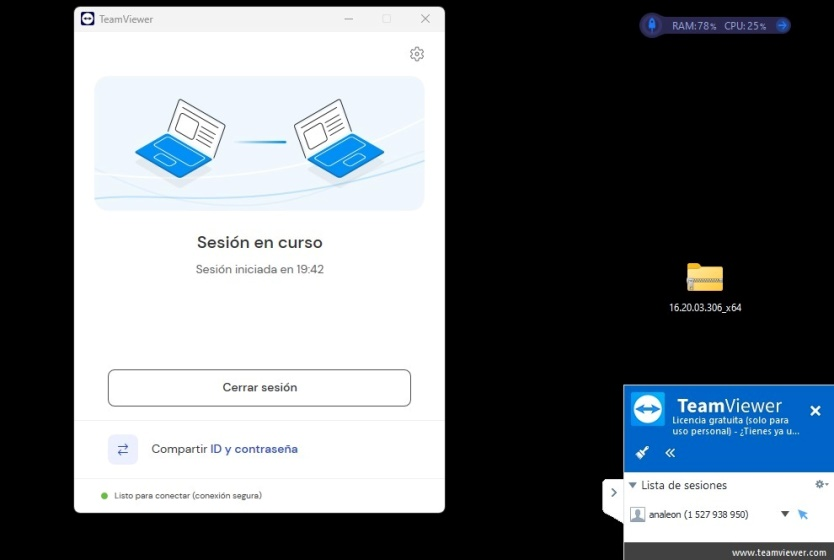 TeamViewer
RAM:78% CPU:25%
Sesión en curso
Sesión iniciada en 19:42
16.20.03.306_x64
Cerrar sesión
Compartir ID y contraseña
Listo para conectar (conexión segura)
TeamViewer
Licencia gratuita (solo para
uso personal) - ¿Tienes ya u...
Lista de sesiones
analeon (1 527 938 950)
www.teamviewer.com